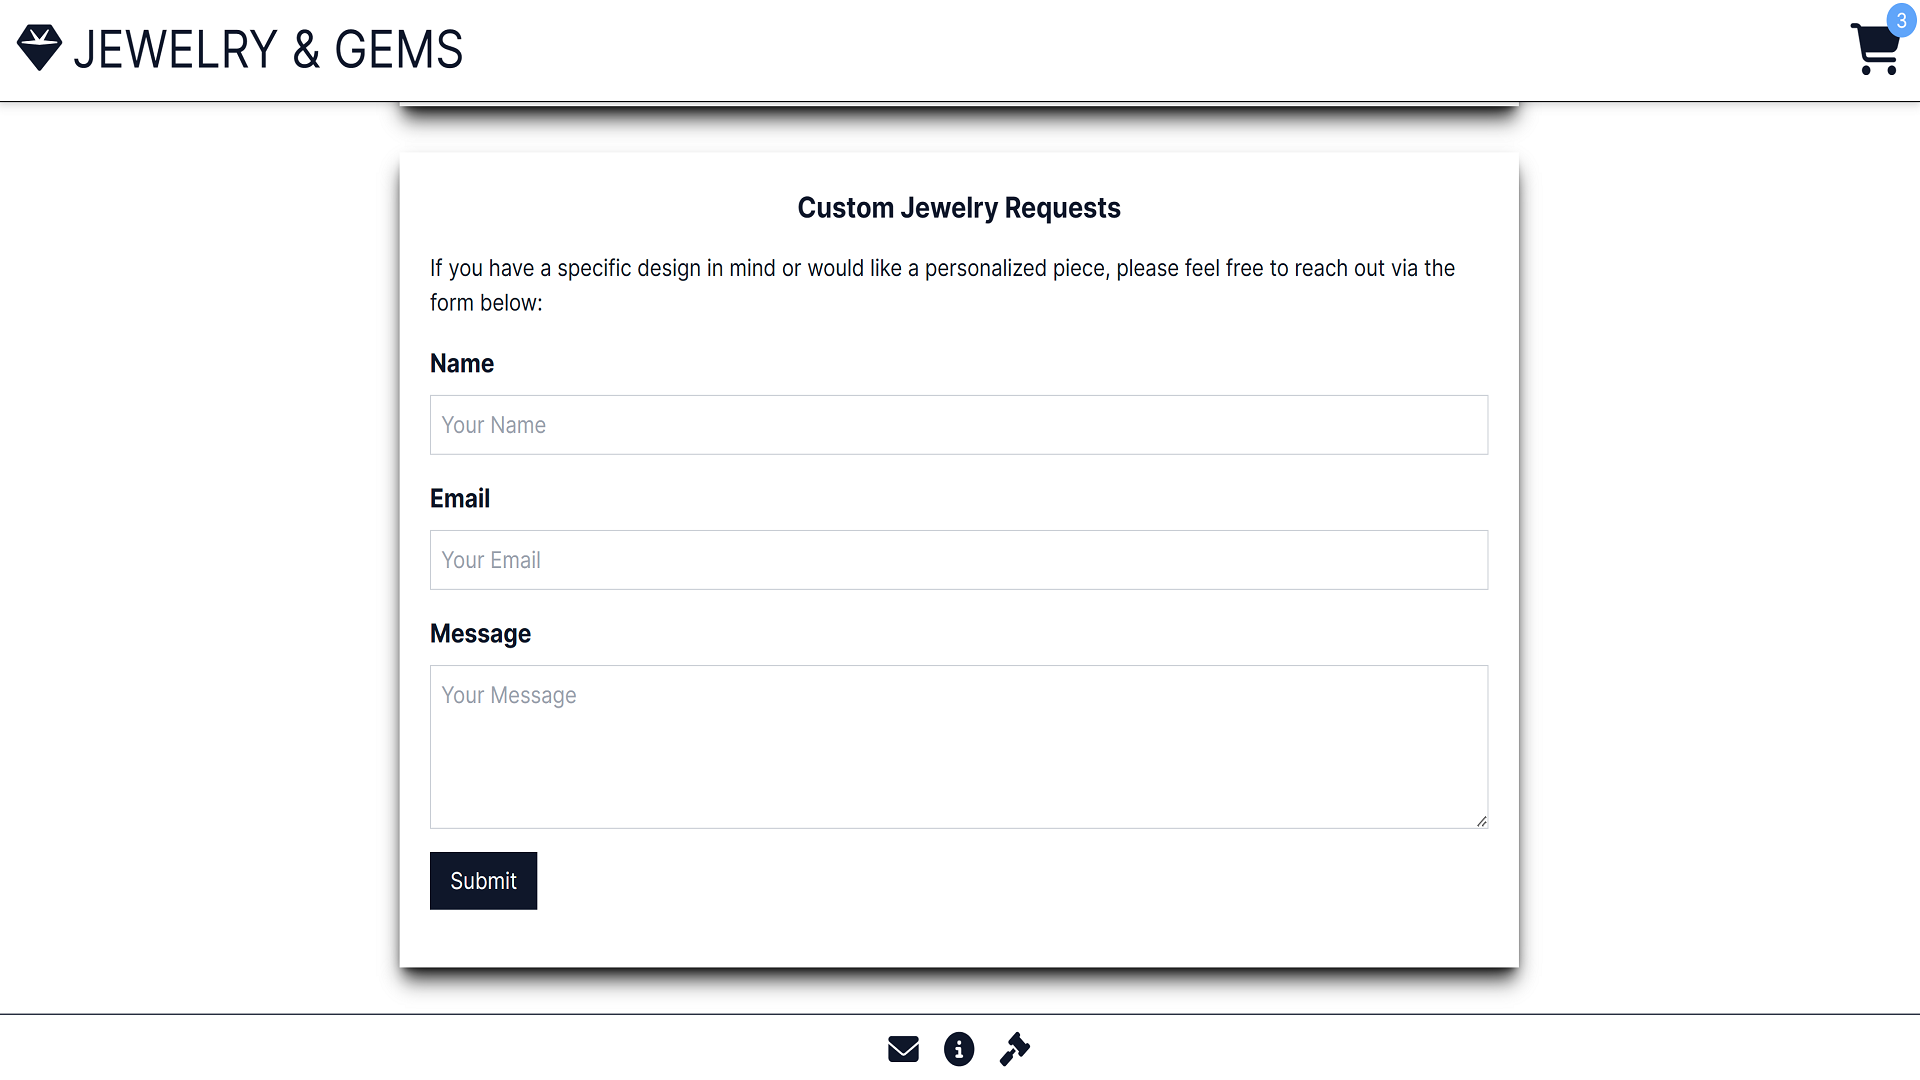 JEWELRY & GEMS
3
Custom Jewelry Requests
If you have a specific design in mind or would like a personalized piece, please feel free to reach out via the
form below:
Name
Your Name
Email
Your Email
Message
Your Message
Submit